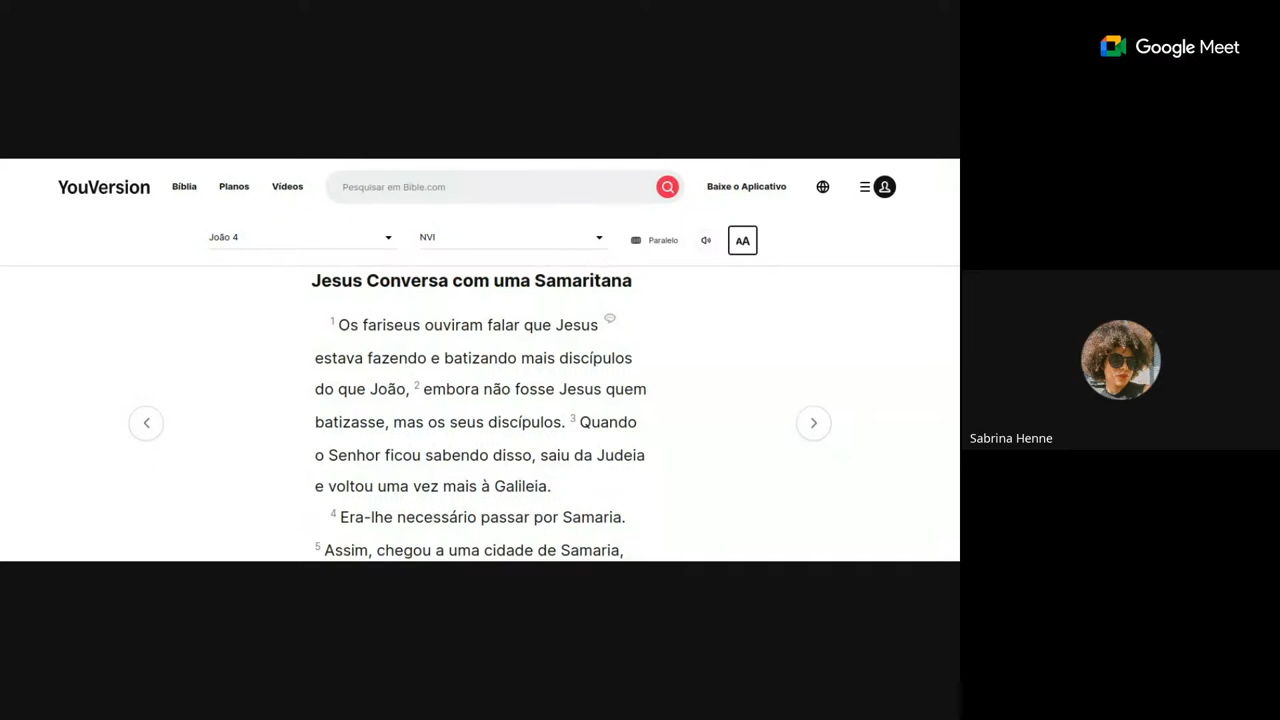 Google Meet
YouVersion Bíblia Planos Vídeos Pesquisar em Bible.com Baixe o Aplicativo
João 4 NVI Paralelo AA
Jesus Conversa com uma Samaritana
1 Os fariseus ouviram falar que Jesus
estava fazendo e batizando mais discípulos
do que João, 2 embora não fosse Jesus quem
batizasse, mas os seus discípulos. 3 Quando
o Senhor ficou sabendo disso, saiu da Judeia
e voltou uma vez mais à Galileia.
4 Era-lhe necessário passar por Samaria.
5 Assim, chegou a uma cidade de Samaria,
Sabrina Henne